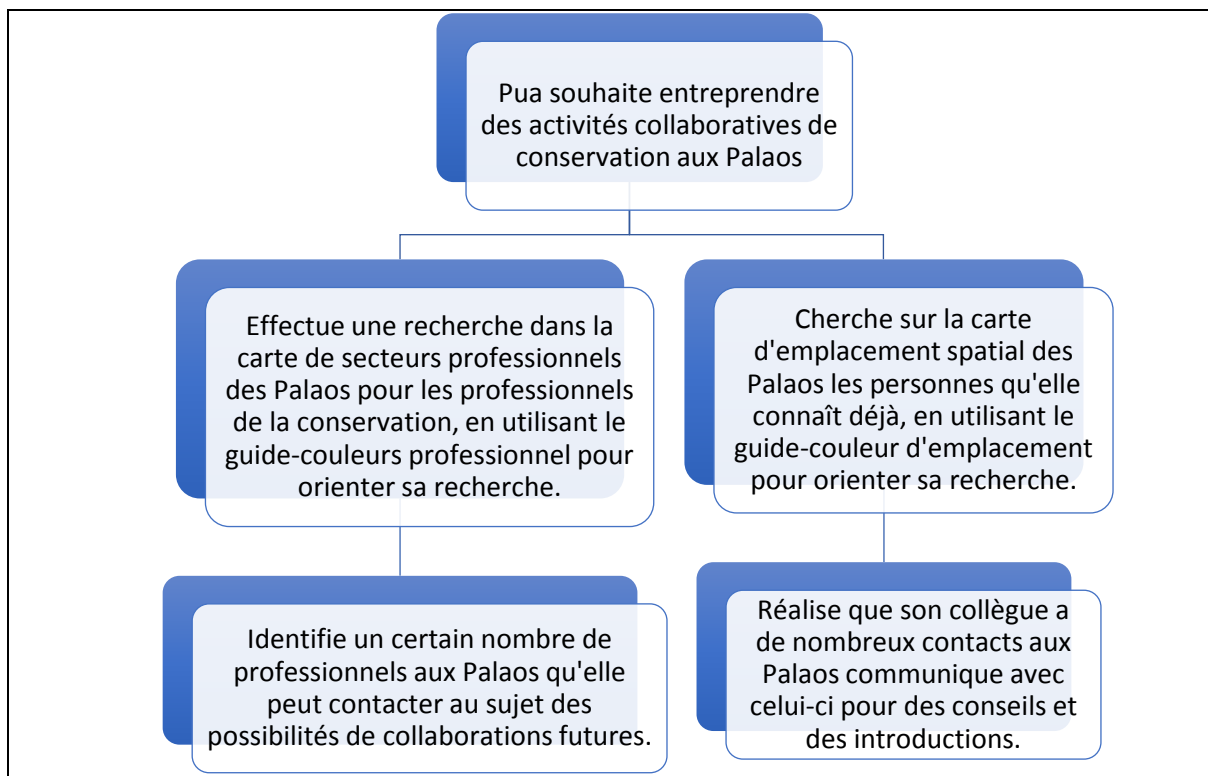 Pua souhaite entreprendre
des activités collaboratives de
conservation aux Palaos
Effectue une recherche dans la
carte de secteurs professionnels
des Palaos pour les professionnels
de la conservation, en utilisant le
guide-couleurs professionnel pour
orienter sa recherche.
Cherche sur la carte
d'emplacement spatial des
Palaos les personnes qu'elle
connaît déjà, en utilisant le
guide-couleur d'emplacement
pour orienter sa recherche.
Identifie un certain nombre de
professionnels aux Palaos qu'elle
peut contacter au sujet des
possibilités de collaborations futures.
Réalise que son collègue a
de nombreux contacts aux
Palaos communique avec
celui-ci pour des conseils et
des introductions.